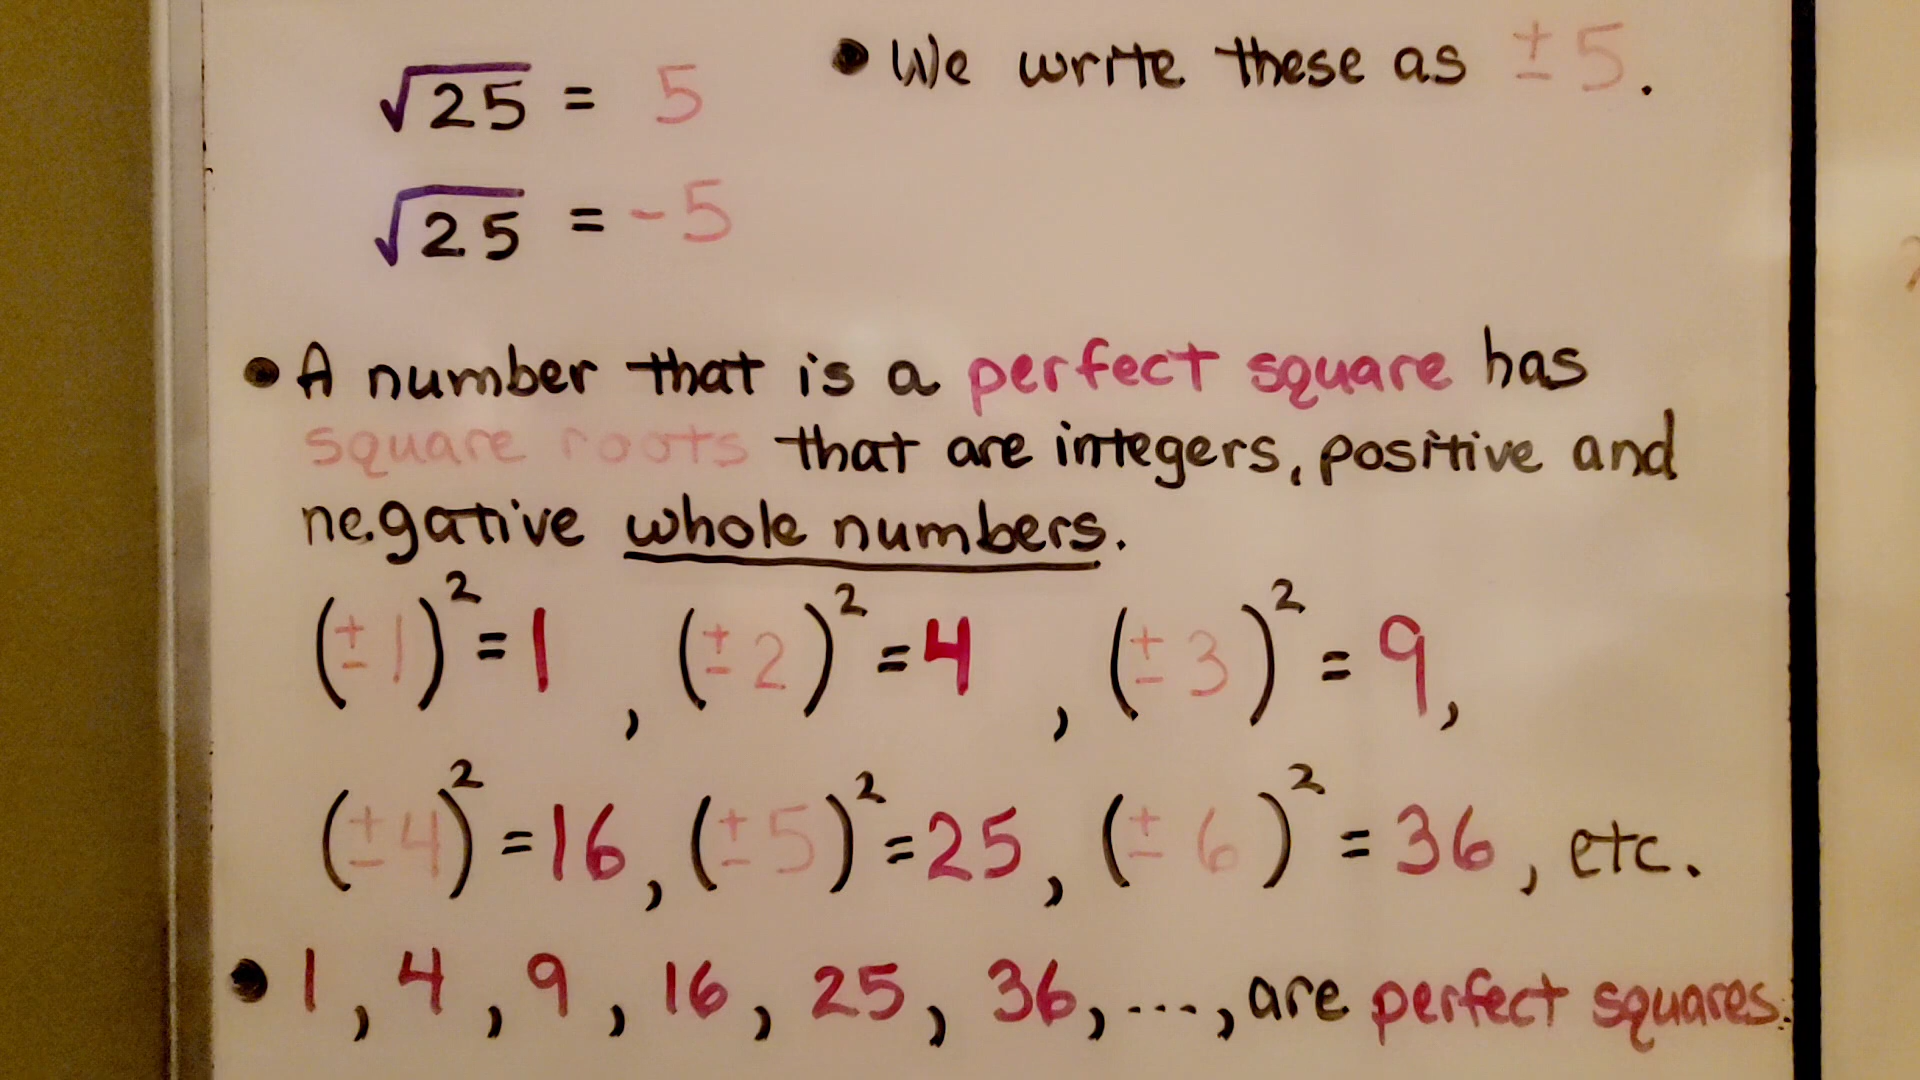 √25 = 5
• We write these as ±5.
√25 = -5
• A number that is a perfect square has
square roots that are integers, positive and
negative whole numbers.
(±1)² = 1, (±2)² = 4, (±3)² = 9,
(±4)² = 16, (±5)² = 25, (±6)² = 36, etc.
• 1, 4, 9, 16, 25, 36, ..., are perfect squares.